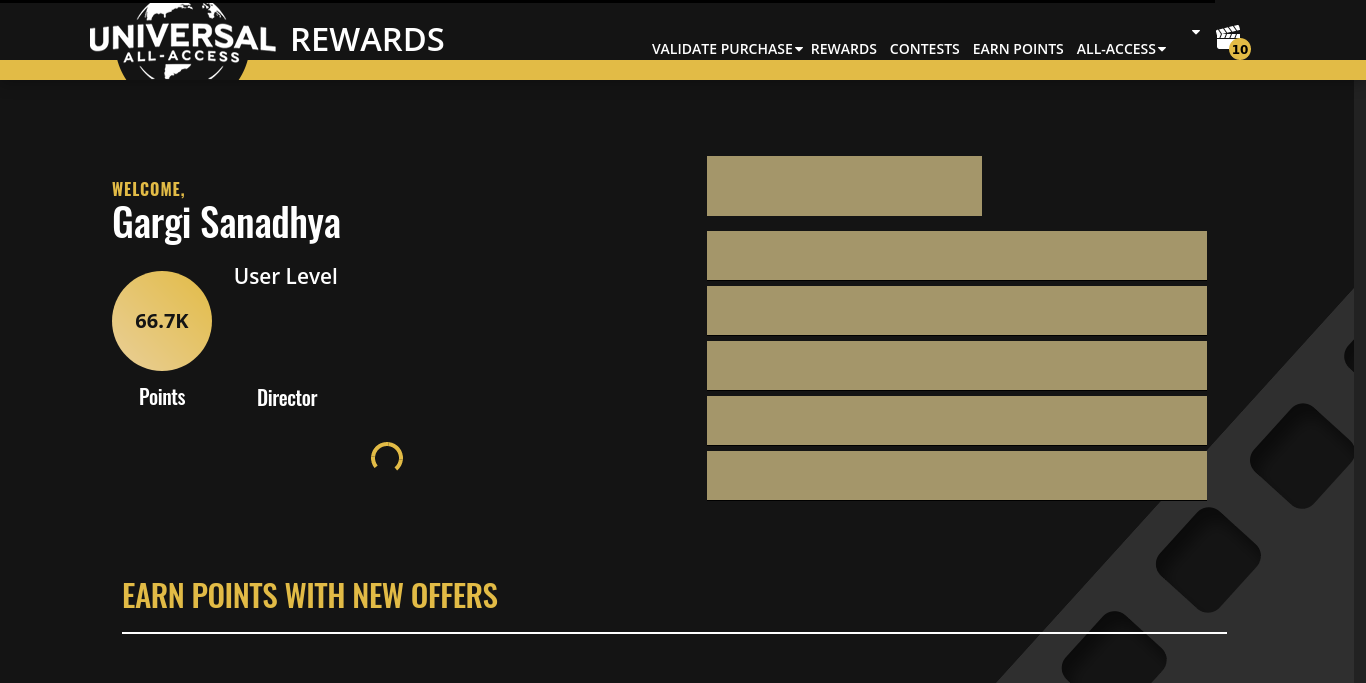 UNIVERSAL
ALL-ACCESS
REWARDS
VALIDATE PURCHASE REWARDS CONTESTS EARN POINTS ALL-ACCESS
10
WELCOME,
Gargi Sanadhya
User Level
66.7K
Points
Director
EARN POINTS WITH NEW OFFERS